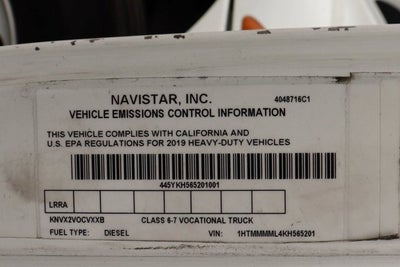 NAVISTAR, INC. 4048716C1
VEHICLE EMISSIONS CONTROL INFORMATION
THIS VEHICLE COMPLIES WITH CALIFORNIA AND
U.S. EPA REGULATIONS FOR 2019 HEAVY-DUTY VEHICLES
445YKH565201001
LRRA
KNVX2VOCVXXB CLASS 6-7 VOCATIONAL TRUCK
FUEL TYPE: DIESEL VIN: 1HTMMMML4KH565201